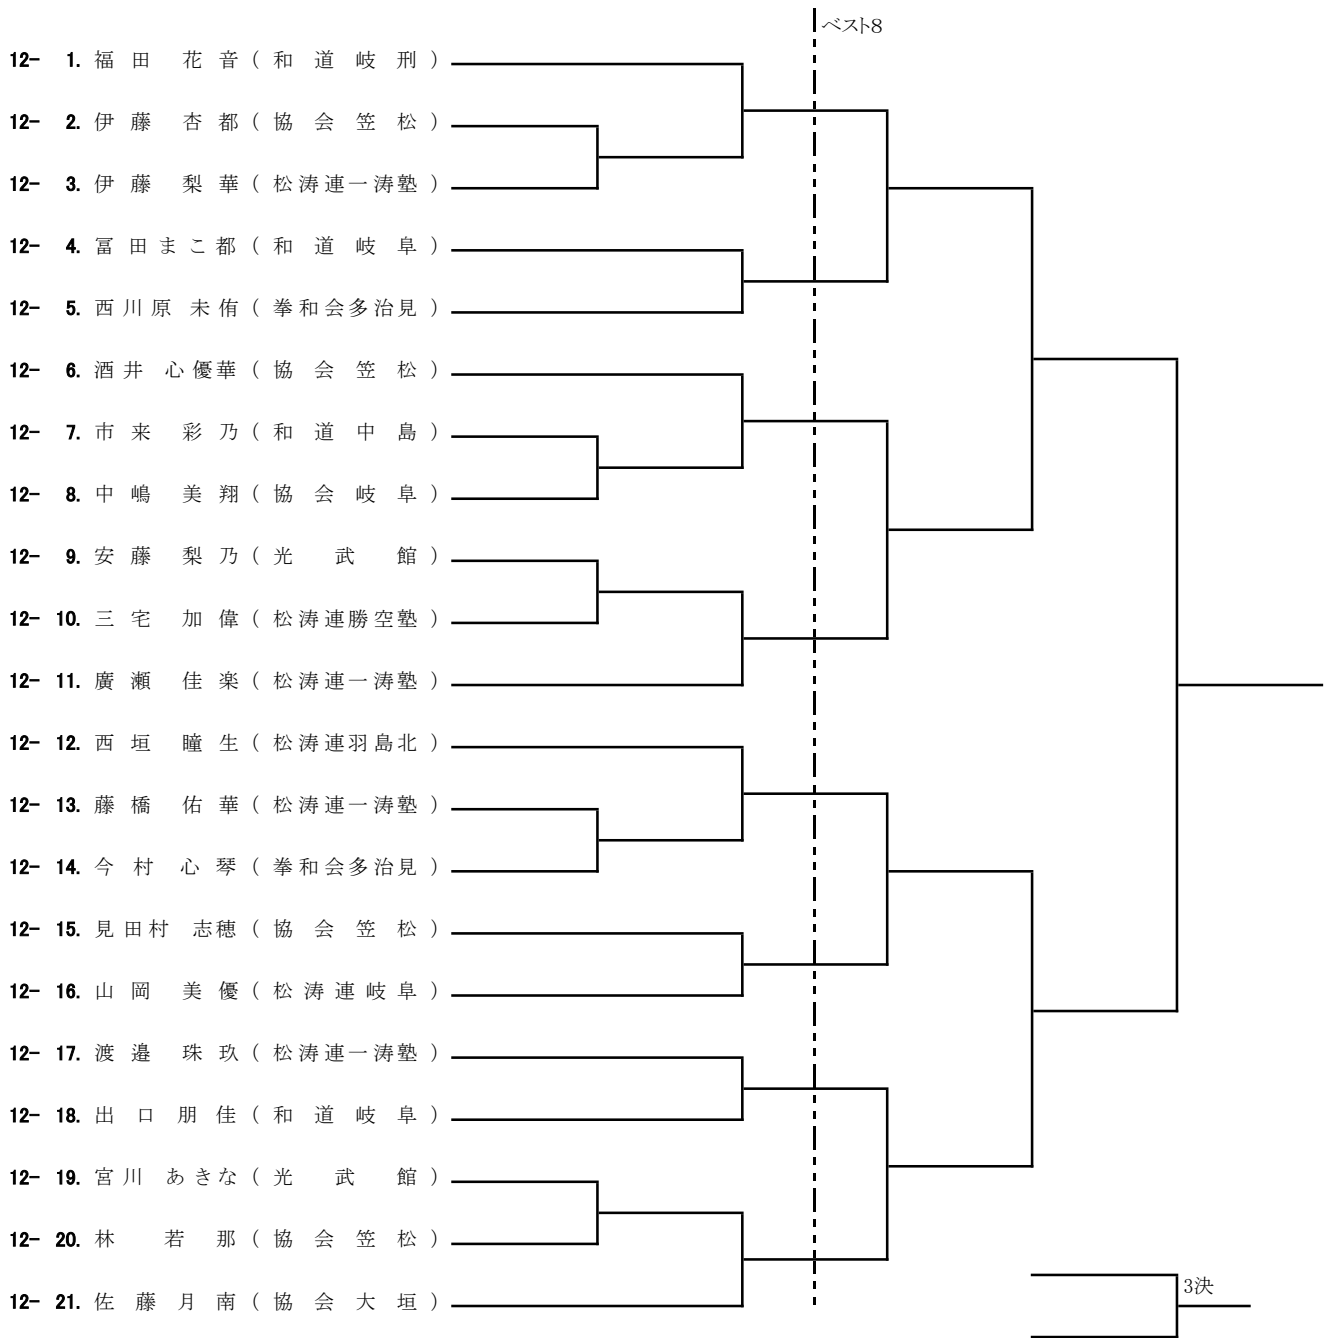 ベスト8
12- 1. 福田 花音 ( 和道岐刑 )
12- 2. 伊藤 杏都 ( 協会笠松 )
12- 3. 伊藤 梨華 ( 松涛連一涛塾 )
12- 4. 冨田まこ都 ( 和道岐阜 )
12- 5. 西川原 未侑 ( 拳和会多治見 )
12- 6. 酒井 心優華 ( 協会笠松 )
12- 7. 市来 彩乃 ( 和道中島 )
12- 8. 中嶋 美翔 ( 協会岐阜 )
12- 9. 安藤 梨乃 ( 光武館 )
12- 10. 三宅 加偉 ( 松涛連勝空塾 )
12- 11. 廣瀬 佳楽 ( 松涛連一涛塾 )
12- 12. 西垣 瞳生 ( 松涛連羽島北 )
12- 13. 藤橋 佑華 ( 松涛連一涛塾 )
12- 14. 今村 心琴 ( 拳和会多治見 )
12- 15. 見田村 志穂 ( 協会笠松 )
12- 16. 山岡 美優 ( 松涛連岐阜 )
12- 17. 渡邉 珠玖 ( 松涛連一涛塾 )
12- 18. 出口 朋佳 ( 和道岐阜 )
12- 19. 宮川 あきな ( 光武館 )
12- 20. 林 若那 ( 協会笠松 )
12- 21. 佐藤 月南 ( 協会大垣 )
3決